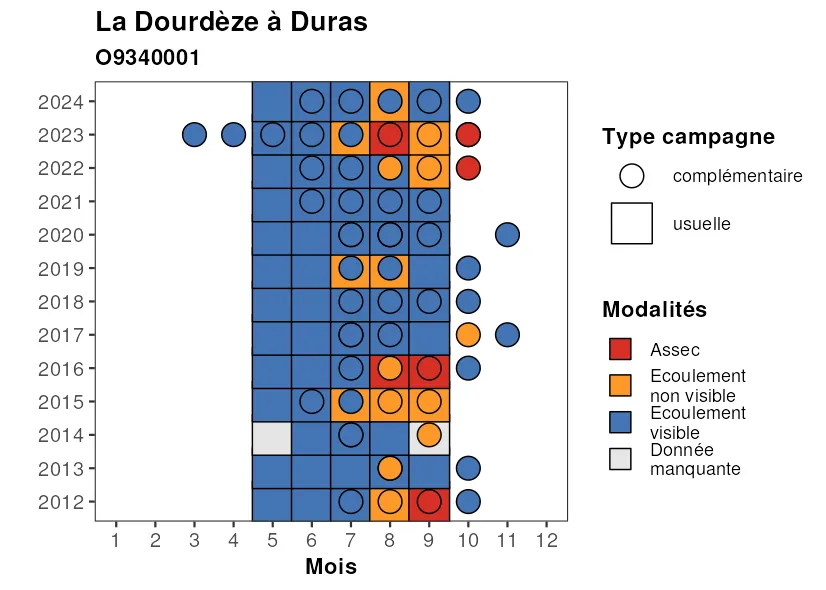 La Dourdèze à Duras
O9340001
2024
2023
2022
2021
2020
2019
2018
2017
2016
2015
2014
2013
2012
1 2 3 4 5 6 7 8 9 10 11 12
Mois
Type campagne
complémentaire
usuelle
Modalités
Assec
Ecoulement
non visible
Ecoulement
visible
Donnée
manquante